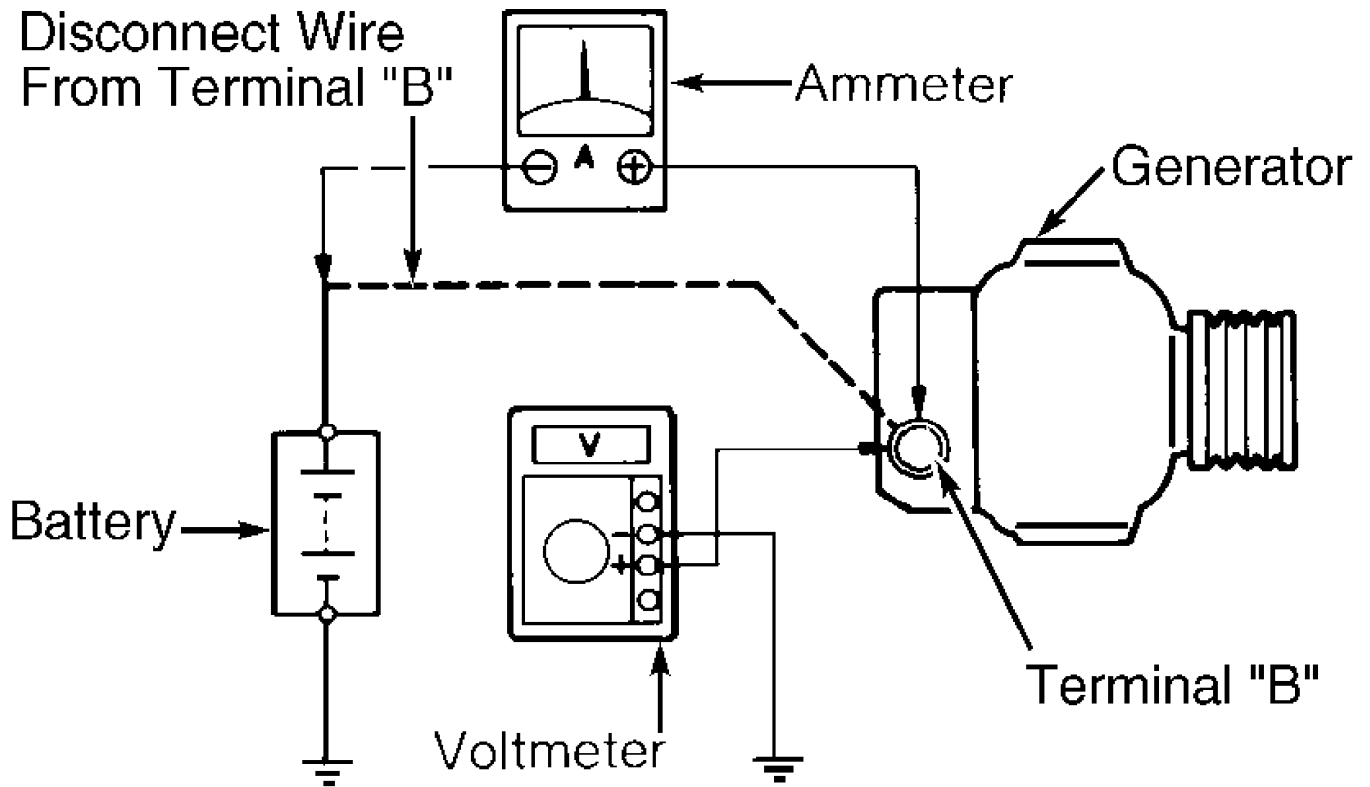 Disconnect Wire
From Terminal "B"
Ammeter
A
Generator
V
Battery
Terminal "B"
Voltmeter